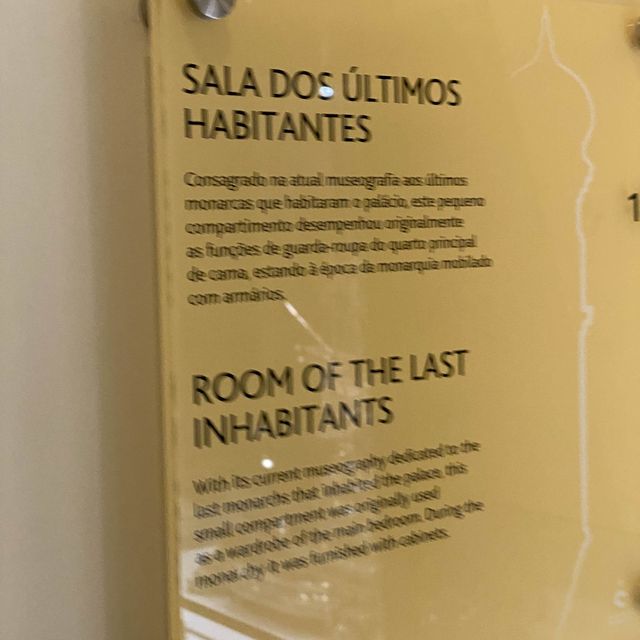 SALA DOS ÚLTIMOS
HABITANTES
Consagrado na atual museografia aos últimos
monarcas que habitaram o palácio, este pequeno
compartimento desempenhou originalmente
as funções de guarda-roupa do quarto principal
de cama, estando à época da monarquia mobilado
com armários.
1
ROOM OF THE LAST
INHABITANTS
With its current museography dedicated to the
last monarchs that inhabited the palace, this
small compartment was originally used
as a wardrobe of the main bedroom. During the
monarchy it was furnished with cabinets.